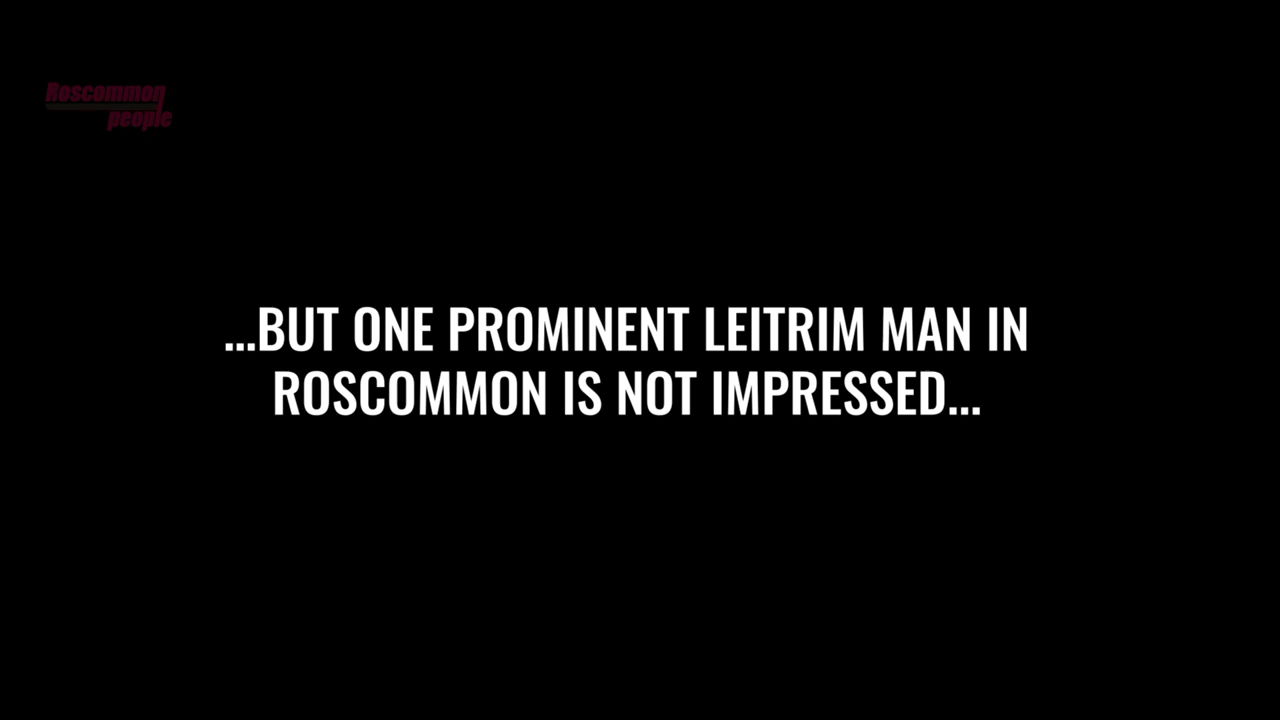 Roscommon
people
...BUT ONE PROMINENT LEITRIM MAN IN
ROSCOMMON IS NOT IMPRESSED...